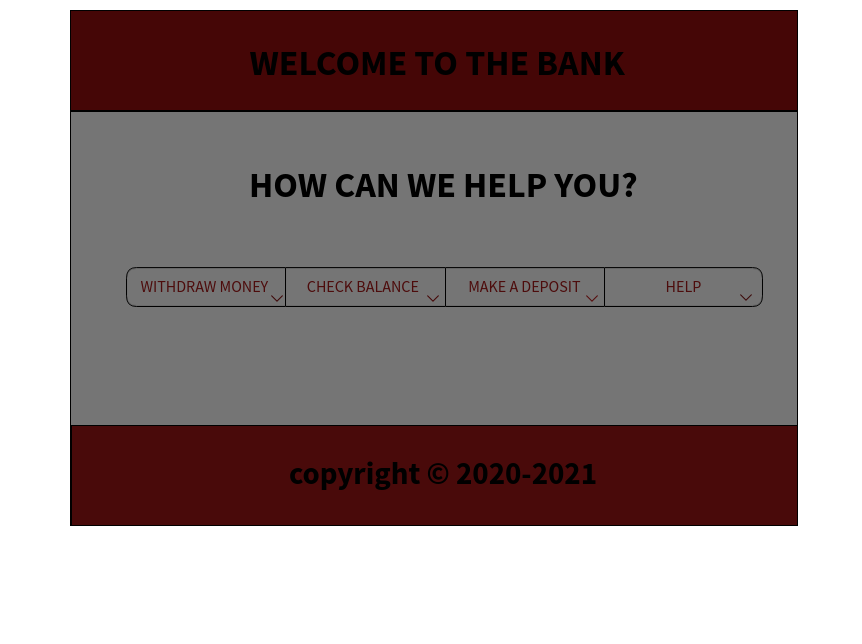 WELCOME TO THE BANK
HOW CAN WE HELP YOU?
WITHDRAW MONEY CHECK BALANCE MAKE A DEPOSIT HELP
copyright © 2020-2021